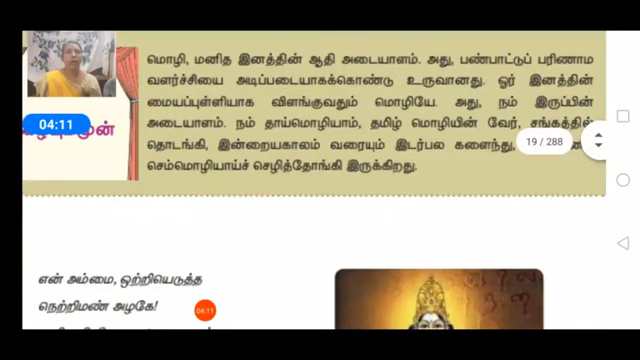 மொழி, மனித இனத்தின் ஆதி அடையாளம். அது, பண்பாட்டுப் பரிணாம
வளர்ச்சியை அடிப்படையாகக்கொண்டு உருவானது. ஓர் இனத்தின்
மையப்புள்ளியாக விளங்குவதும் மொழியே. அது, நம் இருப்பின்
04:11
அடையாளம். நம் தாய்மொழியாம், தமிழ் மொழியின் வேர், சங்கத்தில்
தொடங்கி, இன்றையகாலம் வரையும் இடர்பல களைந்து,
19 / 288
செம்மொழியாய்ச் செழித்தோங்கி இருக்கிறது.
என் அம்மை, ஒற்றியெடுத்த
நெற்றிமண் அழகே!
04:11